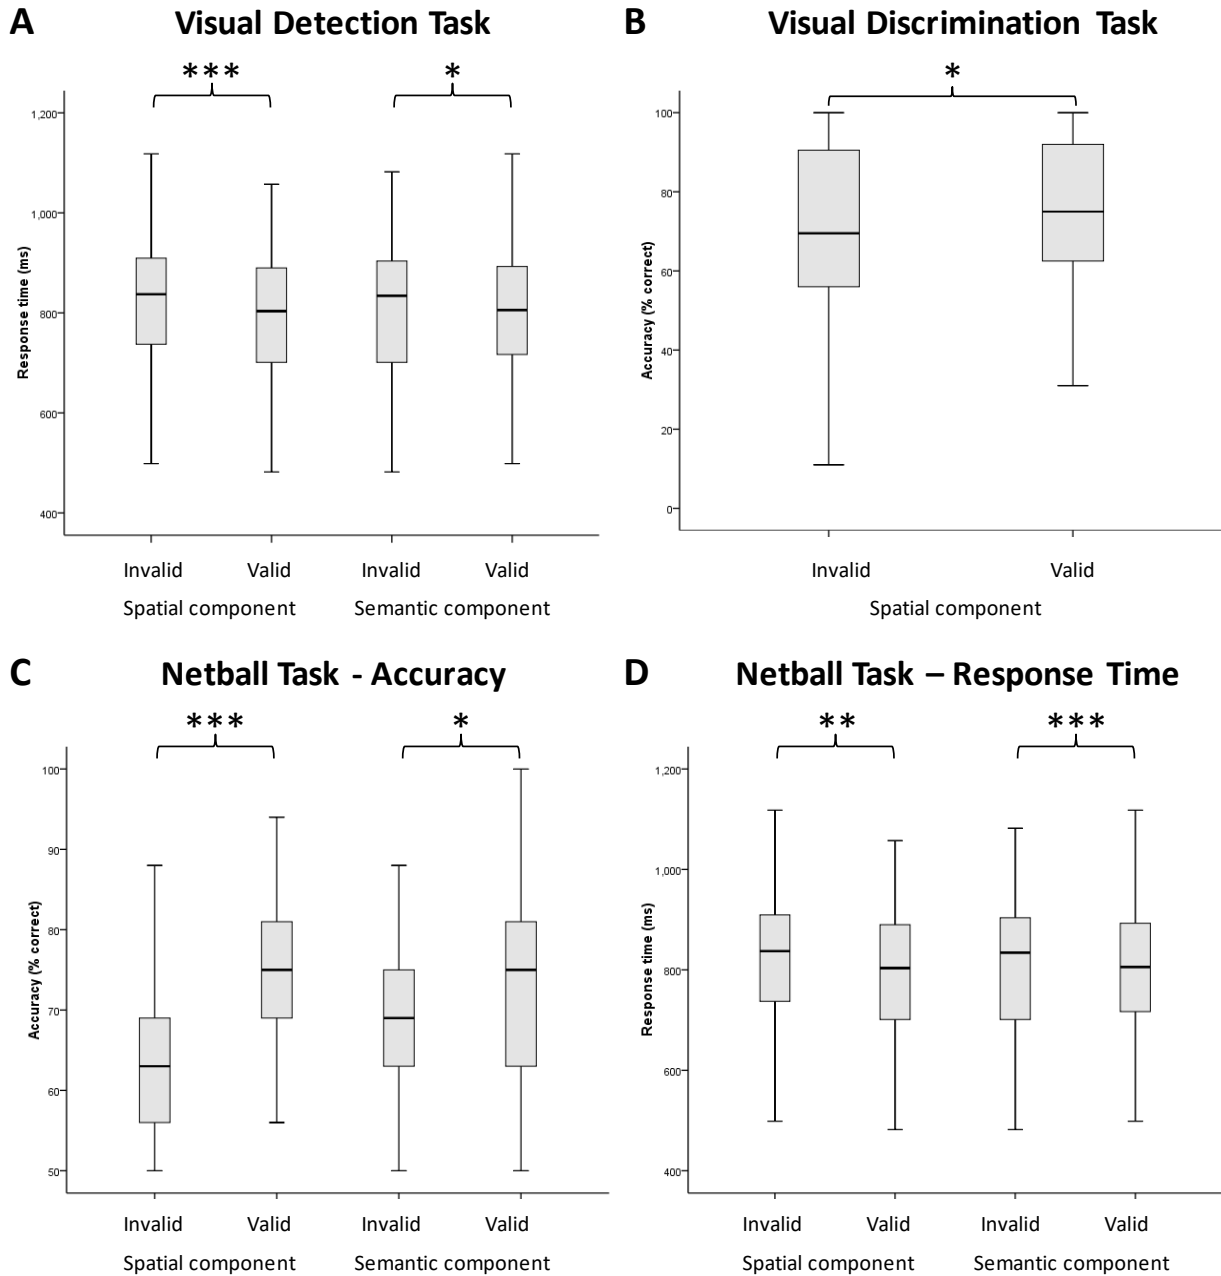 A Visual Detection Task
*** *
1,200
1,000
800
600
400
Response time (ms)
Invalid Valid Invalid Valid
Spatial component Semantic component
B Visual Discrimination Task
*
100
80
60
40
20
0
Accuracy (% correct)
Invalid Valid
Spatial component
C Netball Task - Accuracy
*** *
100
90
80
70
60
50
Accuracy (% correct)
Invalid Valid Invalid Valid
Spatial component Semantic component
D Netball Task – Response Time
** ***
1,200
1,000
800
600
400
Response time (ms)
Invalid Valid Invalid Valid
Spatial component Semantic component